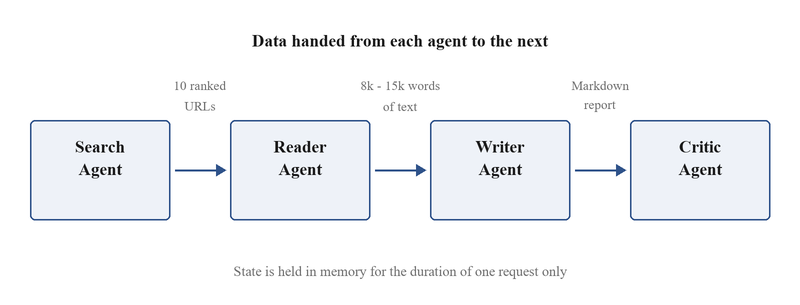 Data handed from each agent to the next
10 ranked
URLs
8k - 15k words
of text
Markdown
report
Search
Agent
Reader
Agent
Writer
Agent
Critic
Agent
State is held in memory for the duration of one request only